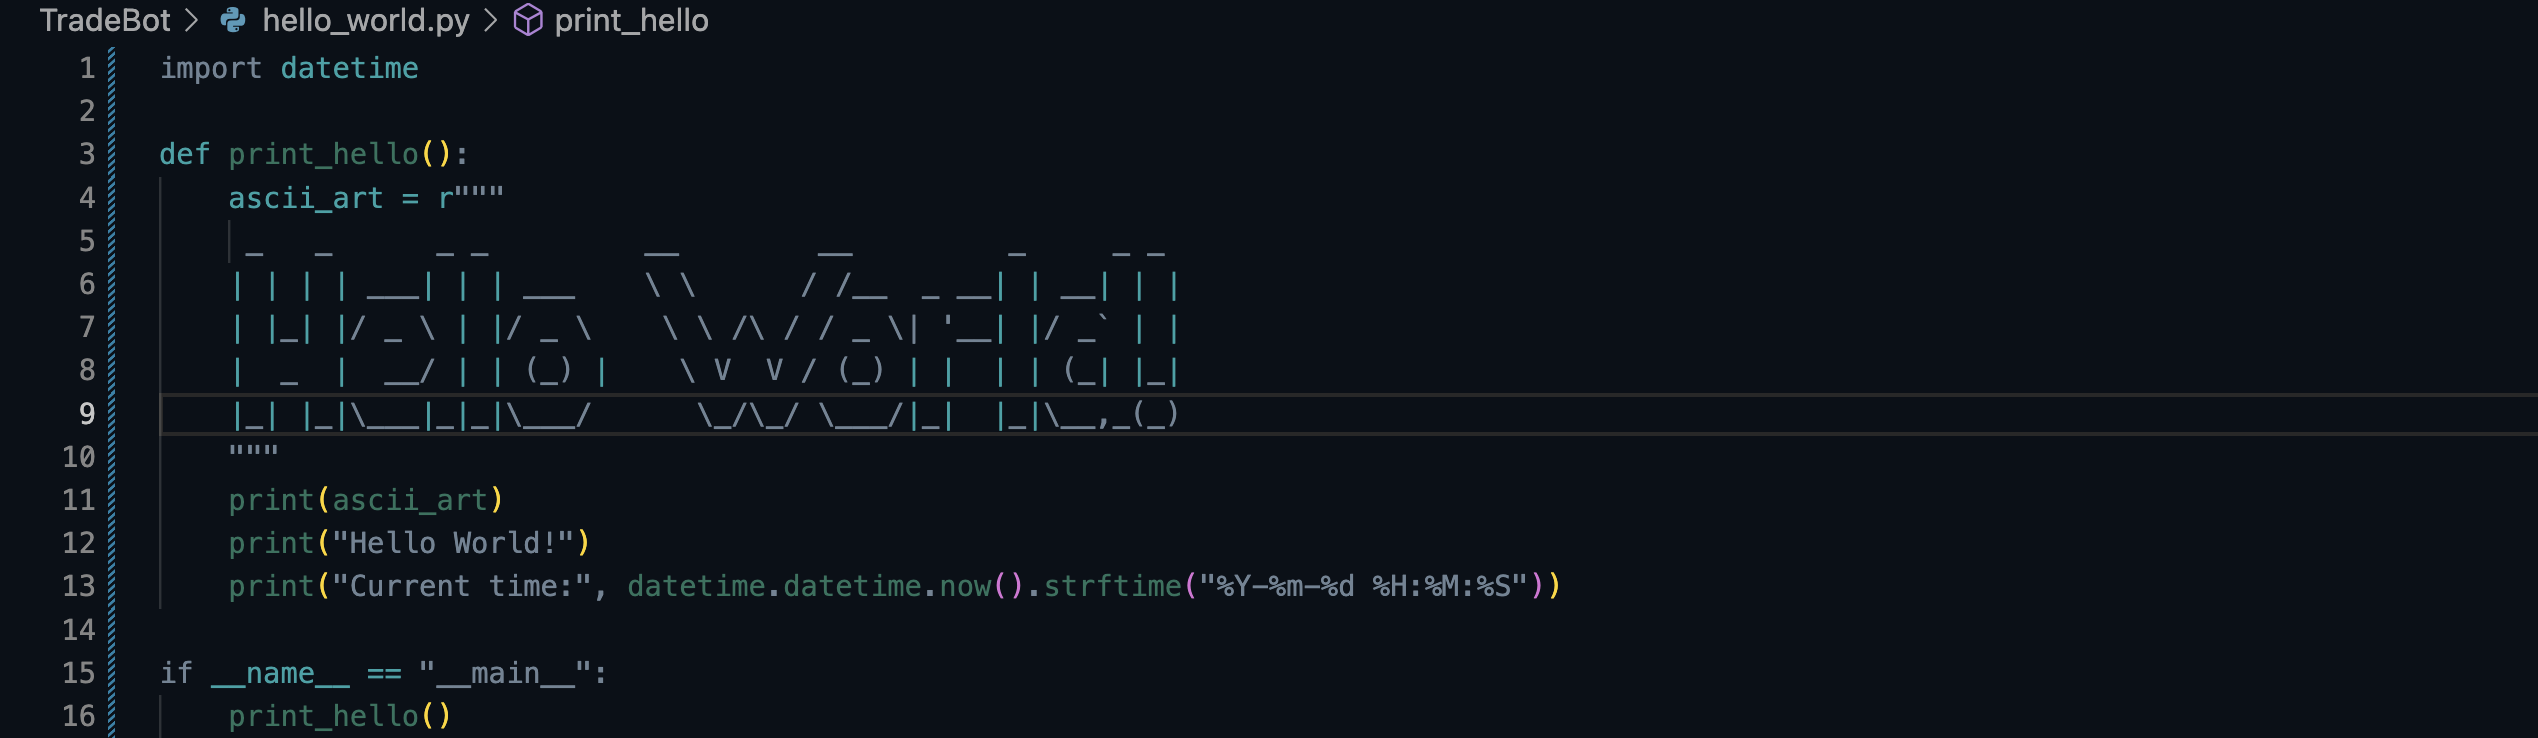 TradeBot > hello_world.py > print_hello
1 import datetime
2
3 def print_hello():
4     ascii_art = r"""
5      _   _      _ _         __        __         _     _ _
6     | | | | ___| | | ___    \ \      / /__  _ __| | __| | |
7     | |_| |/ _ \ | |/ _ \    \ \ /\ / / _ \| '__| |/ _` | |
8     |  _  |  __/ | | (_) |    \ V  V / (_) | |  | | (_| |_|
9     |_| |_|\___|_|_|\___/      \_/\_/ \___/|_|  |_|\__,_(_)
10     """
11     print(ascii_art)
12     print("Hello World!")
13     print("Current time:", datetime.datetime.now().strftime("%Y-%m-%d %H:%M:%S"))
14
15 if __name__ == "__main__":
16     print_hello()